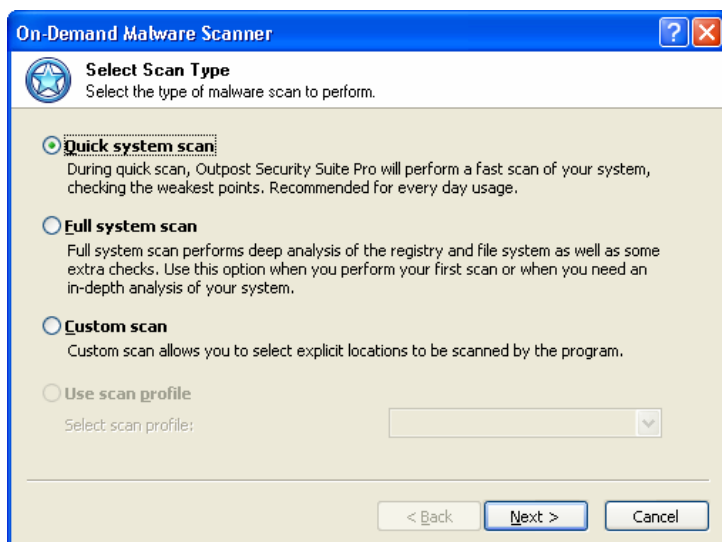 On-Demand Malware Scanner
Select Scan Type
Select the type of malware scan to perform.
Quick system scan
During quick scan, Outpost Security Suite Pro will perform a fast scan of your system,
checking the weakest points. Recommended for every day usage.
Full system scan
Full system scan performs deep analysis of the registry and file system as well as some
extra checks. Use this option when you perform your first scan or when you need an
in-depth analysis of your system.
Custom scan
Custom scan allows you to select explicit locations to be scanned by the program.
Use scan profile
Select scan profile:
< Back Next > Cancel